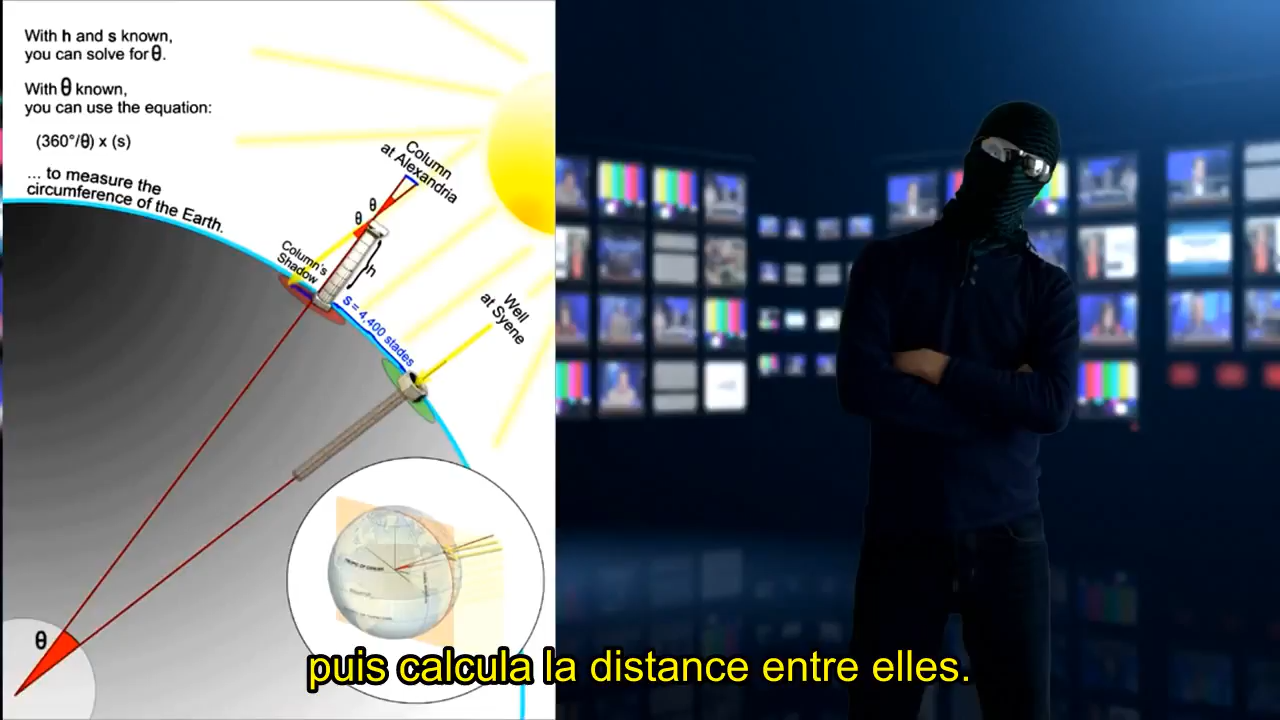 With h and s known,
you can solve for θ.
With θ known,
you can use the equation:
(360°/θ) x (s)
... to measure the
circumference of the Earth.
Column
at Alexandria
θ
θ
Column's
Shadow
h
S = 4,400 stades
Well
at Syene
θ
puis calcula la distance entre elles.